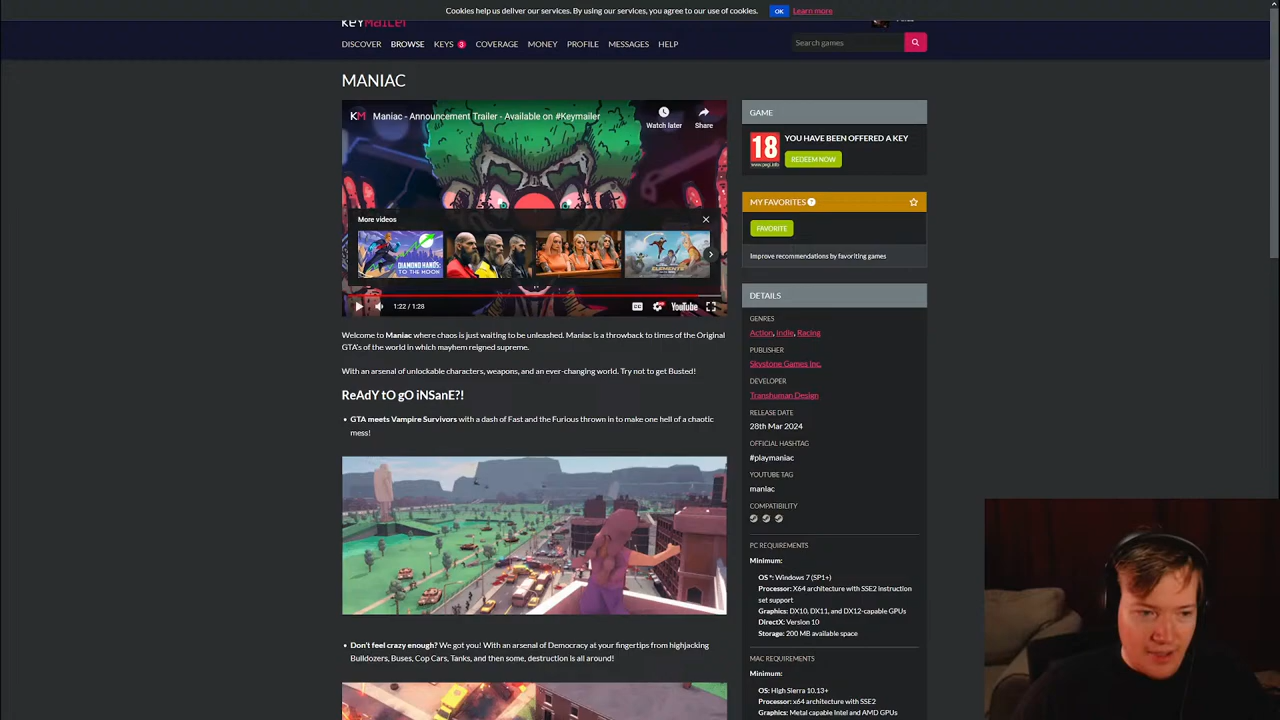 Cookies help us deliver our services. By using our services, you agree to our use of cookies.
OK
Learn more
KEYMAILER
DISCOVER
BROWSE
KEYS 3
COVERAGE
MONEY
PROFILE
MESSAGES
HELP
Search games
MANIAC
KM
Maniac - Announcement Trailer - Available on #Keymailer
Watch later
Share
More videos
DIAMOND HANDS:
TO THE MOON
1:22 / 1:28
CC
YouTube
Welcome to Maniac where chaos is just waiting to be unleashed. Maniac is a throwback to times of the Original
GTA's of the world in which mayhem reigned supreme.
With an arsenal of unlockable characters, weapons, and an ever-changing world. Try not to get Busted!
ReAdY tO gO iNSanE?!
• GTA meets Vampire Survivors with a dash of Fast and the Furious thrown in to make one hell of a chaotic
mess!
• Don't feel crazy enough? We got you! With an arsenal of Democracy at your fingertips from highjacking
Bulldozers, Buses, Cop Cars, Tanks, and then some, destruction is all around!
GAME
18
www.pegi.info
YOU HAVE BEEN OFFERED A KEY
REDEEM NOW
MY FAVORITES ?
FAVORITE
Improve recommendations by favoriting games
DETAILS
GENRES
Action, Indie, Racing
PUBLISHER
Skystone Games Inc.
DEVELOPER
Transhuman Design
RELEASE DATE
28th Mar 2024
OFFICIAL HASHTAG
#playmaniac
YOUTUBE TAG
maniac
COMPATIBILITY
PC REQUIREMENTS
Minimum:
OS *: Windows 7 (SP1+)
Processor: X64 architecture with SSE2 instruction
set support
Graphics: DX10, DX11, and DX12-capable GPUs
DirectX: Version 10
Storage: 200 MB available space
MAC REQUIREMENTS
Minimum:
OS: High Sierra 10.13+
Processor: x64 architecture with SSE2
Graphics: Metal capable Intel and AMD GPUs